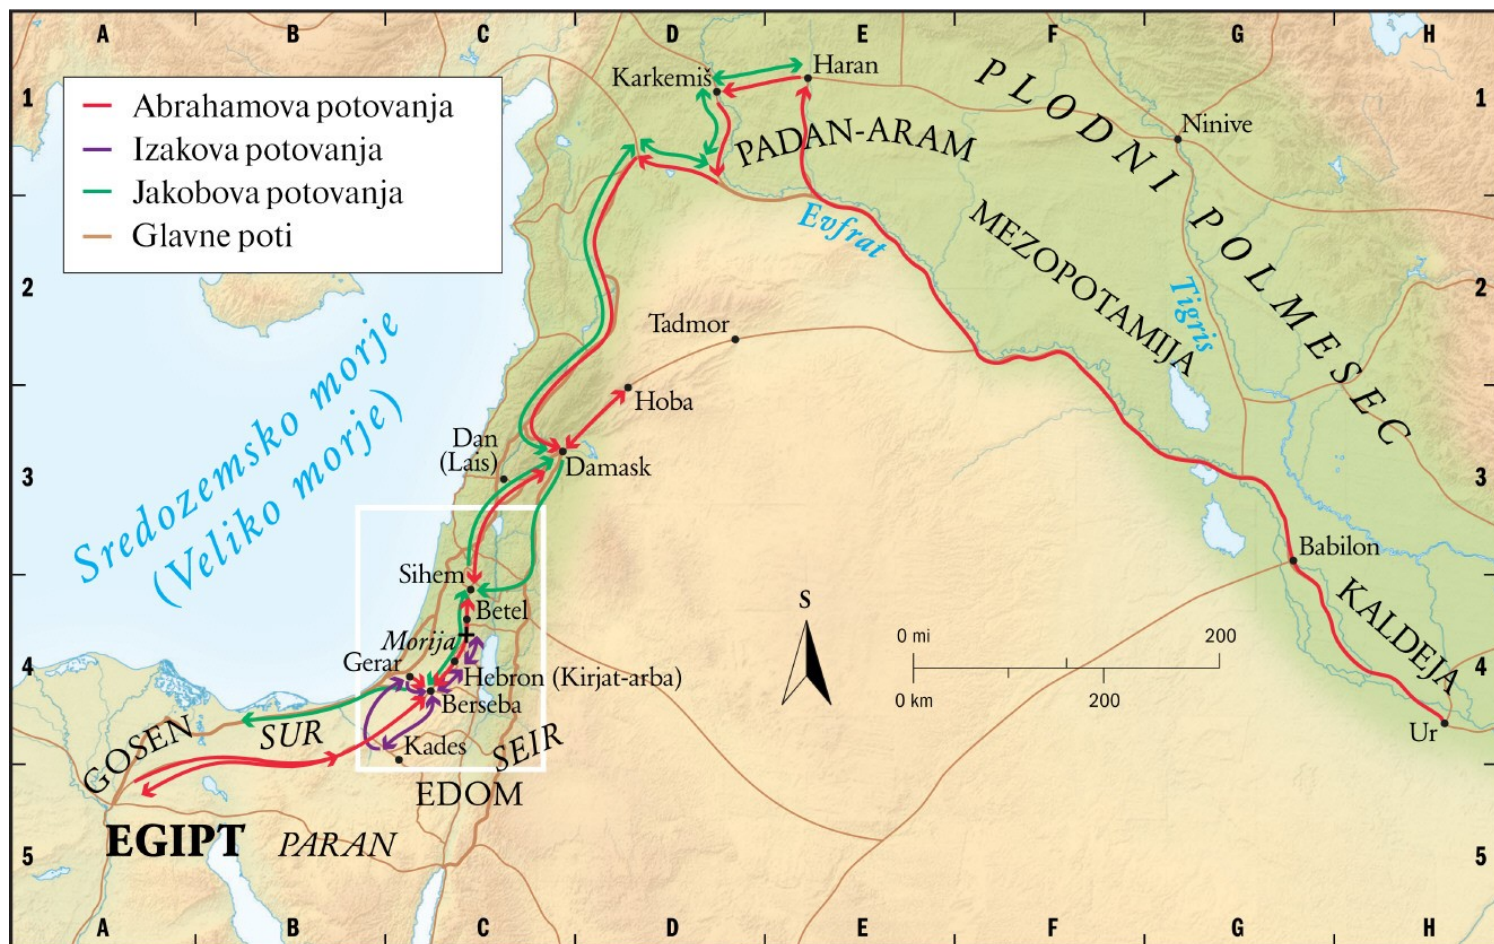 A B C D E F G H
1 1
2 2
3 3
4 4
5 5
A B C D E F G H
Abrahamova potovanja
Izakova potovanja
Jakobova potovanja
Glavne poti
Karkemiš
Haran
PADAN-ARAM
PLODNI POLMESEC
Ninive
Evfrat
MEZOPOTAMIJA
Tigris
Tadmor
Hoba
Sredozemsko morje
(Veliko morje)
Dan
(Lais)
Damask
Sihem
Betel
Morija
Gerar
Hebron (Kirjat-arba)
Berseba
Kades
S
0 mi 200
0 km 200
Babilon
KALDEJA
Ur
GOSEN
SUR
SEIR
EDOM
EGIPT
PARAN